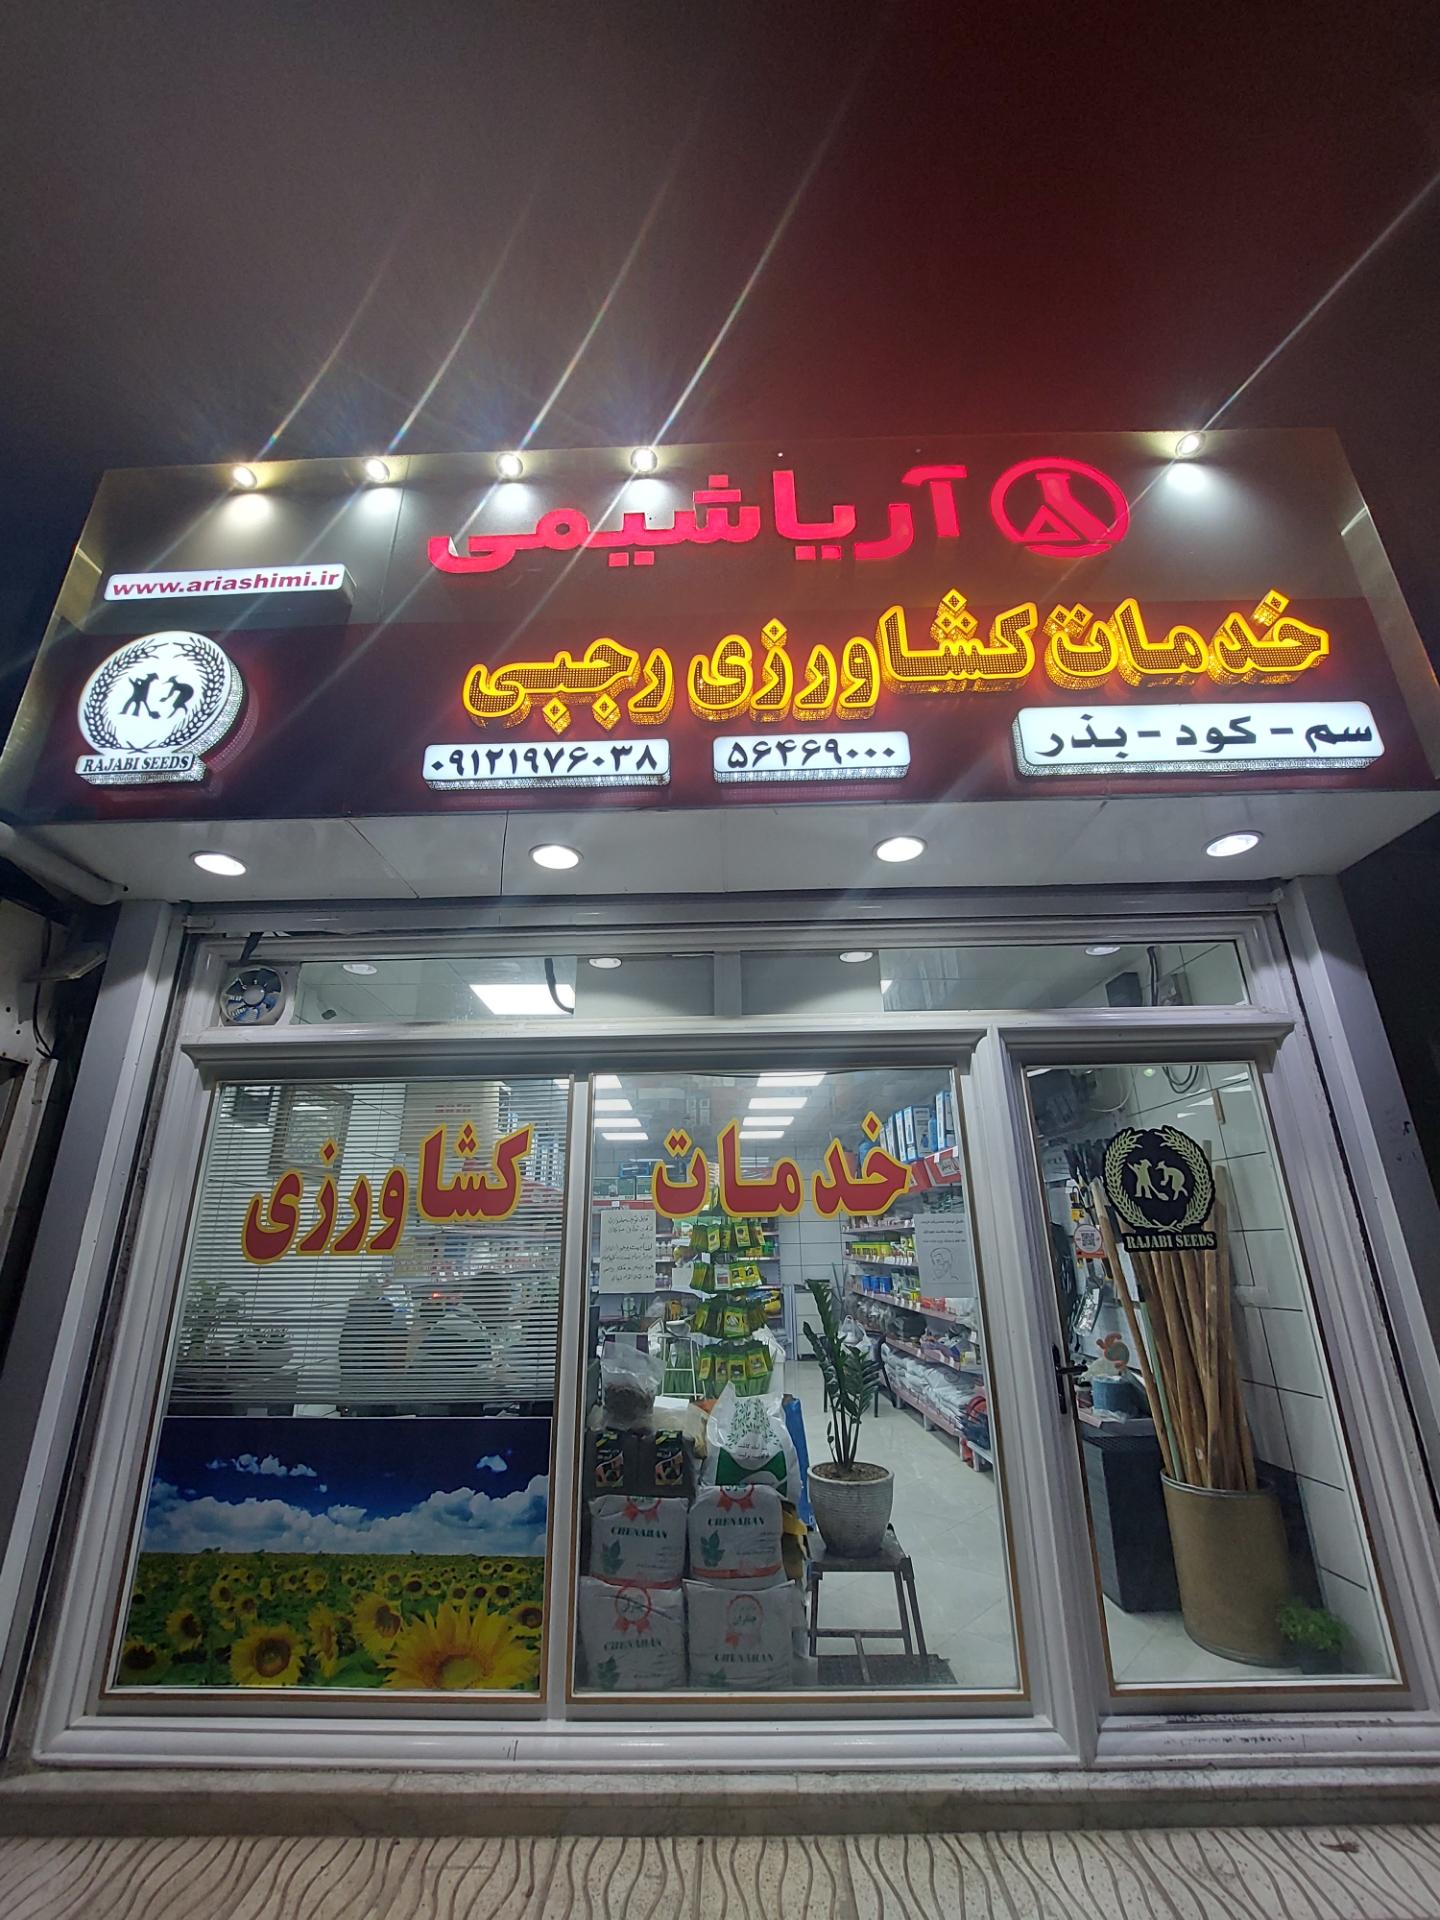 آریاشیمی
www.ariashimi.ir
خدمات کشاورزی رجبی
سم - کود - بذر
۵۶۴۶۹۰۰۰
۰۹۱۲۱۹۷۶۰۳۸
RAJABI SEEDS
خدمات کشاورزی
RAJABI SEEDS
CHENARAN
CHENARAN
CHENARAN
CHENARAN